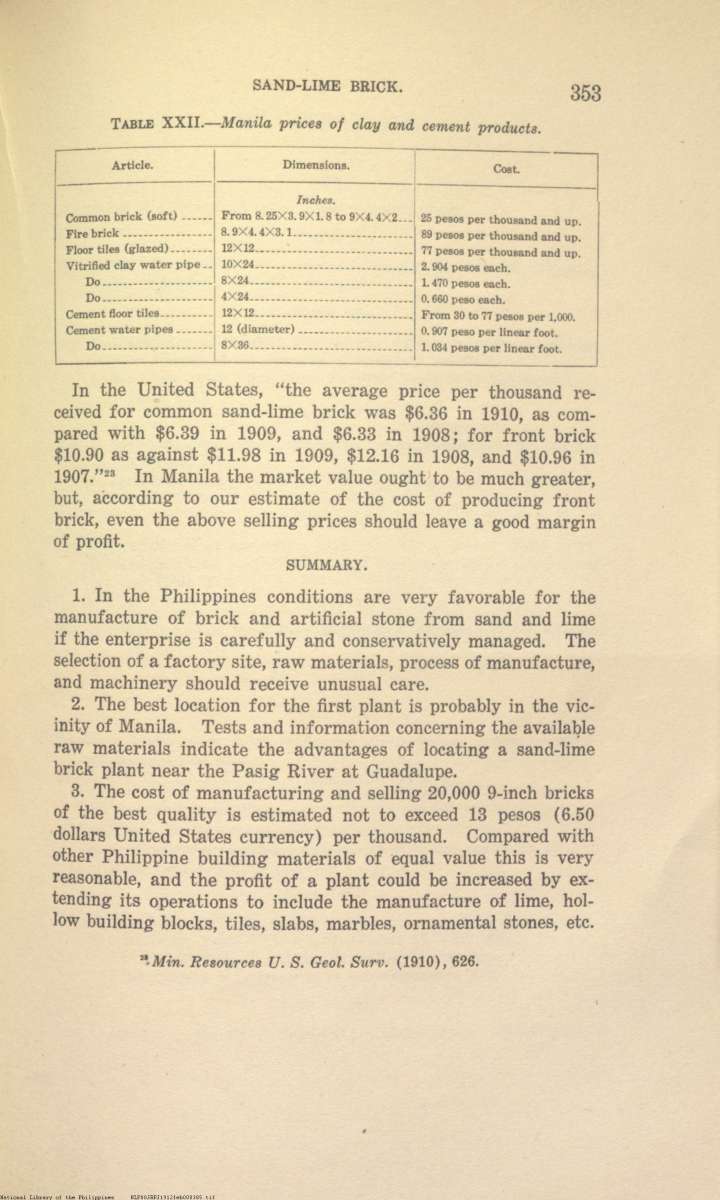 SAND-LIME BRICK. 353
TABLE XXII.—Manila prices of clay and cement products.
Article. Dimensions. Cost.
Inches.
Common brick (soft) From 8.25×3.9×1.8 to 9×4.4×2 25 pesos per thousand and up.
Fire brick 8.9×4.4×3.1 89 pesos per thousand and up.
Floor tiles (glazed) 12×12 77 pesos per thousand and up.
Vitrified clay water pipe 10×24 2.904 pesos each.
Do 8×24 1.470 pesos each.
Do 4×24 0.660 peso each.
Cement floor tiles 12×12 From 30 to 77 pesos per 1,000.
Cement water pipes 12 (diameter) 0.907 peso per linear foot.
Do 8×36 1.034 pesos per linear foot.
In the United States, "the average price per thousand re-
ceived for common sand-lime brick was $6.36 in 1910, as com-
pared with $6.39 in 1909, and $6.33 in 1908; for front brick
$10.90 as against $11.98 in 1909, $12.16 in 1908, and $10.96 in
1907."²³ In Manila the market value ought to be much greater,
but, according to our estimate of the cost of producing front
brick, even the above selling prices should leave a good margin
of profit.
SUMMARY.
1. In the Philippines conditions are very favorable for the
manufacture of brick and artificial stone from sand and lime
if the enterprise is carefully and conservatively managed. The
selection of a factory site, raw materials, process of manufacture,
and machinery should receive unusual care.
2. The best location for the first plant is probably in the vic-
inity of Manila. Tests and information concerning the available
raw materials indicate the advantages of locating a sand-lime
brick plant near the Pasig River at Guadalupe.
3. The cost of manufacturing and selling 20,000 9-inch bricks
of the best quality is estimated not to exceed 13 pesos (6.50
dollars United States currency) per thousand. Compared with
other Philippine building materials of equal value this is very
reasonable, and the profit of a plant could be increased by ex-
tending its operations to include the manufacture of lime, hol-
low building blocks, tiles, slabs, marbles, ornamental stones, etc.
Min. Resources U. S. Geol. Surv. (1910), 626.
National Library of the Philippines